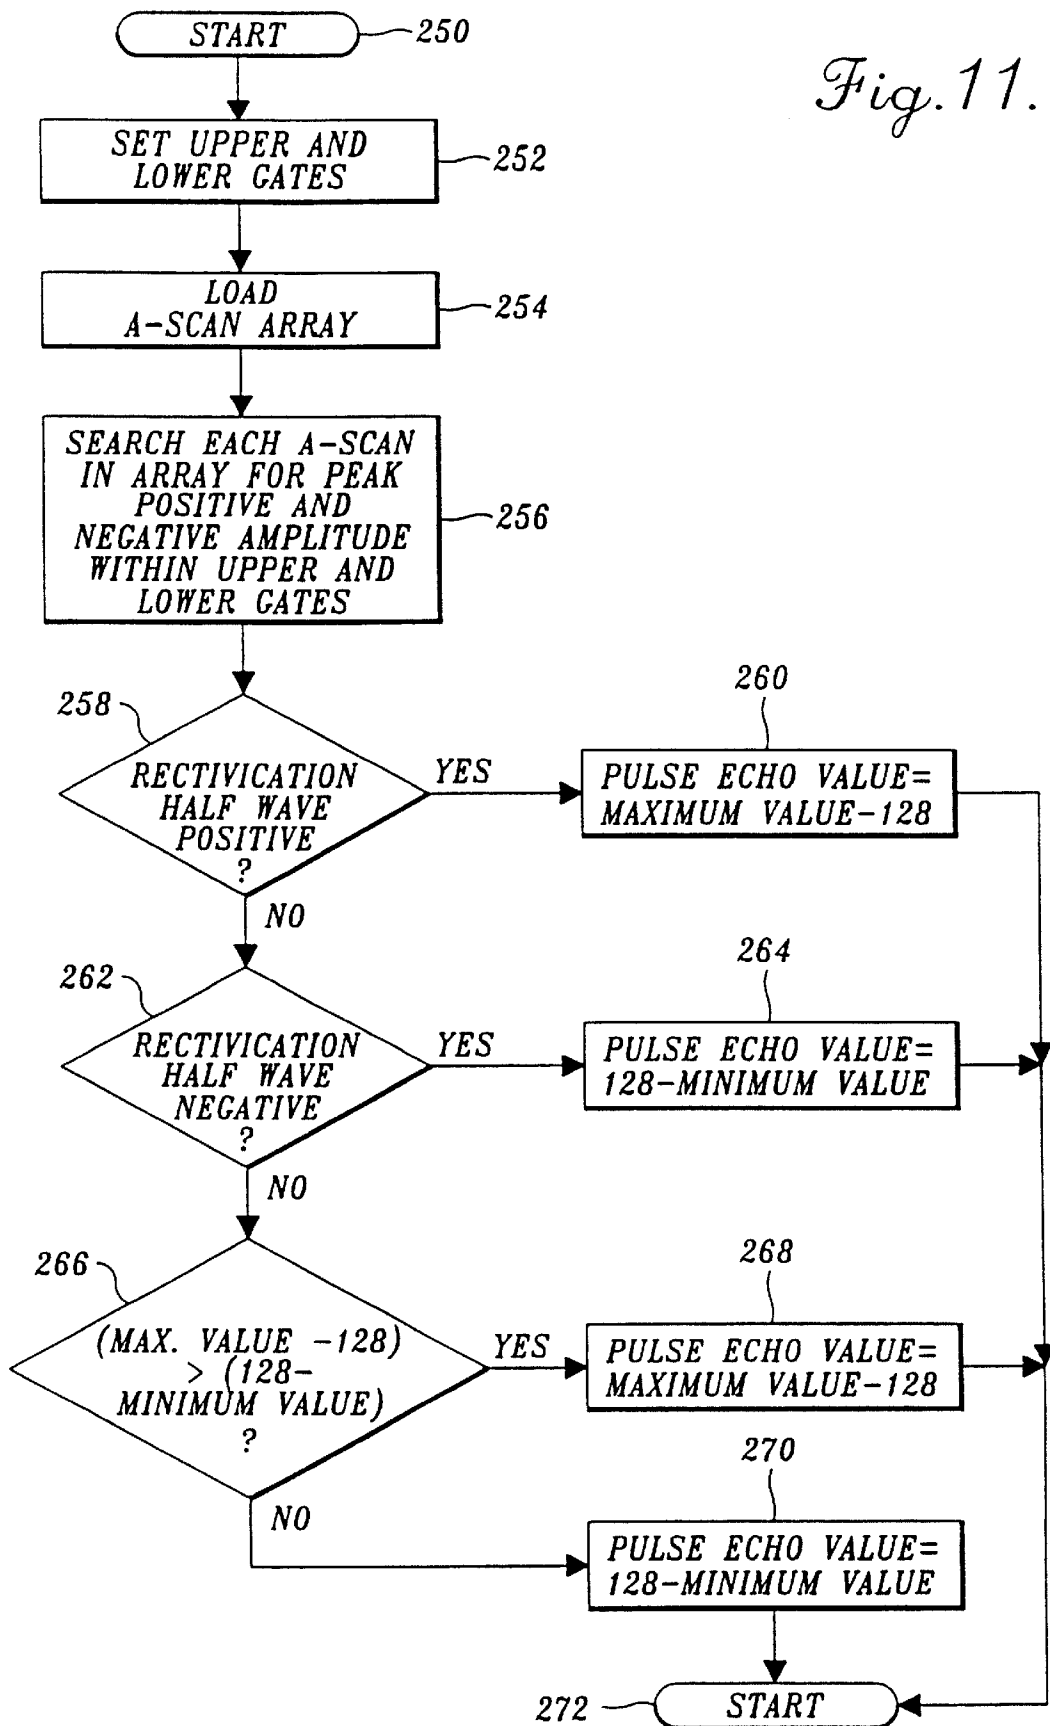 START
250
Fig. 11.
SET UPPER AND
LOWER GATES
252
LOAD
A-SCAN ARRAY
254
SEARCH EACH A-SCAN
IN ARRAY FOR PEAK
POSITIVE AND
NEGATIVE AMPLITUDE
WITHIN UPPER AND
LOWER GATES
256
258
RECTIVICATION
HALF WAVE
POSITIVE
?
YES
NO
260
PULSE ECHO VALUE=
MAXIMUM VALUE-128
262
RECTIVICATION
HALF WAVE
NEGATIVE
?
YES
NO
264
PULSE ECHO VALUE=
128-MINIMUM VALUE
266
(MAX. VALUE -128)
> (128-
MINIMUM VALUE)
?
YES
NO
268
PULSE ECHO VALUE=
MAXIMUM VALUE-128
270
PULSE ECHO VALUE=
128-MINIMUM VALUE
272
START